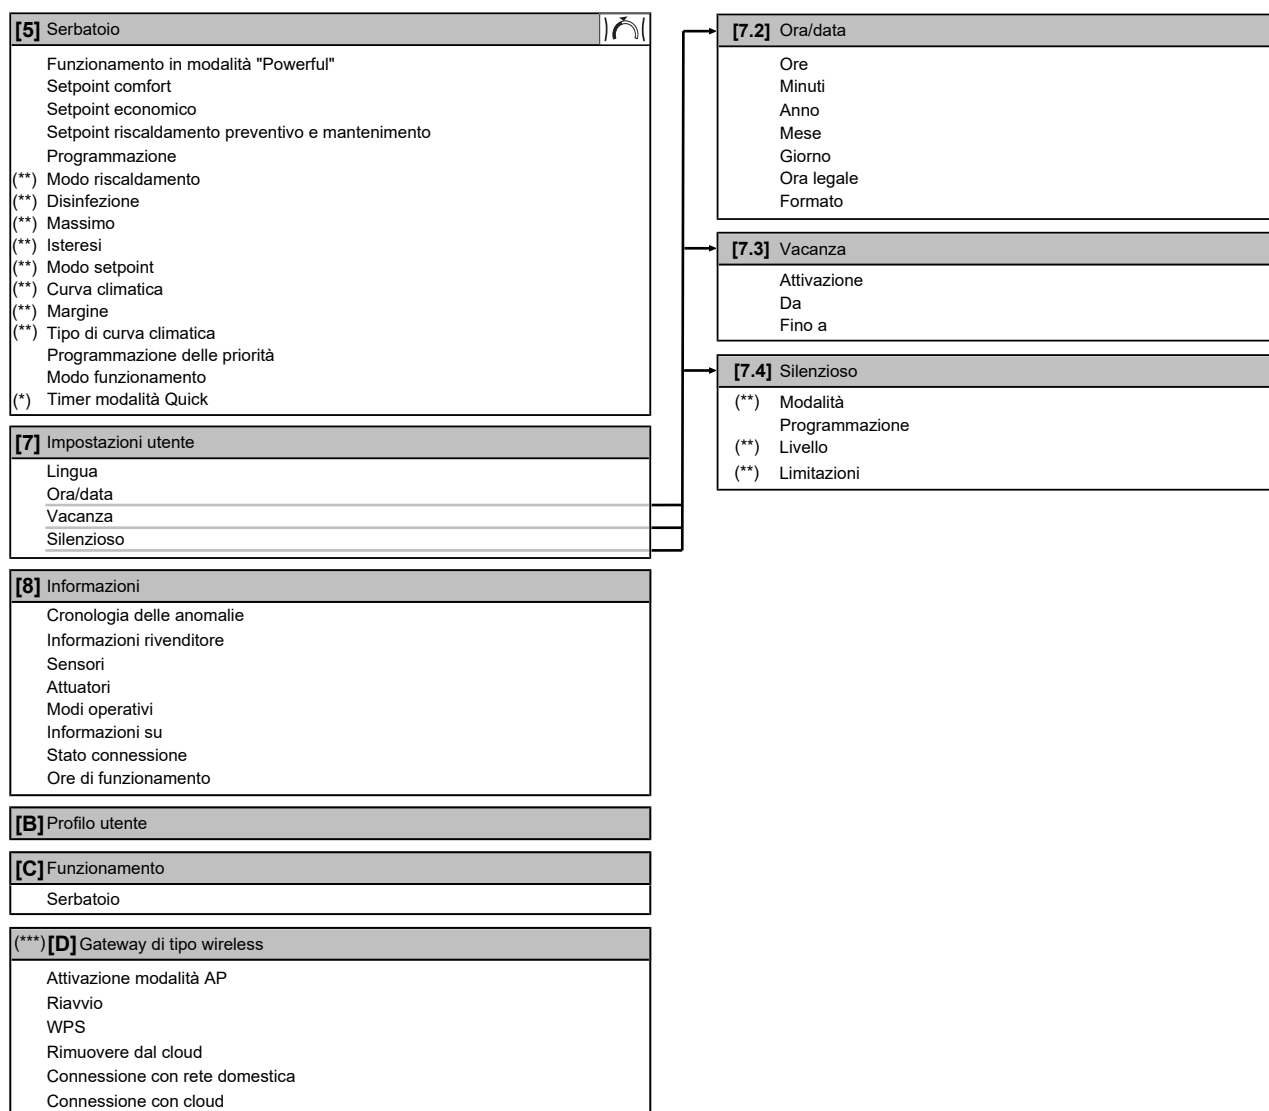 [5] Serbatoio
Funzionamento in modalità "Powerful"
Setpoint comfort
Setpoint economico
Setpoint riscaldamento preventivo e mantenimento
Programmazione
(**) Modo riscaldamento
(**) Disinfezione
(**) Massimo
(**) Isteresi
(**) Modo setpoint
(**) Curva climatica
(**) Margine
(**) Tipo di curva climatica
Programmazione delle priorità
Modo funzionamento
(*) Timer modalità Quick
[7] Impostazioni utente
Lingua
Ora/data
Vacanza
Silenzioso
[8] Informazioni
Cronologia delle anomalie
Informazioni rivenditore
Sensori
Attuatori
Modi operativi
Informazioni su
Stato connessione
Ore di funzionamento
[B] Profilo utente
[C] Funzionamento
Serbatoio
(***) [D] Gateway di tipo wireless
Attivazione modalità AP
Riavvio
WPS
Rimuovere dal cloud
Connessione con rete domestica
Connessione con cloud
[7.2] Ora/data
Ore
Minuti
Anno
Mese
Giorno
Ora legale
Formato
[7.3] Vacanza
Attivazione
Da
Fino a
[7.4] Silenzioso
(**) Modalità
Programmazione
(**) Livello
(**) Limitazioni